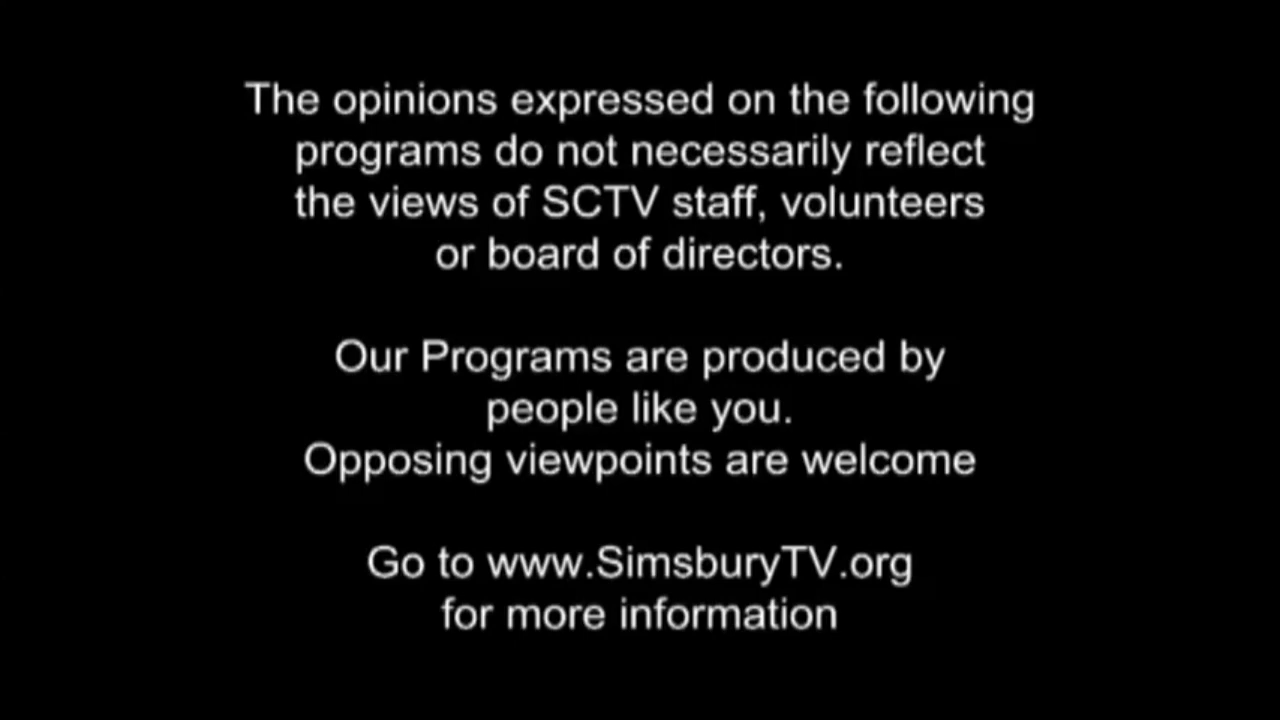 The opinions expressed on the following
programs do not necessarily reflect
the views of SCTV staff, volunteers
or board of directors.
Our Programs are produced by
people like you.
Opposing viewpoints are welcome
Go to www.SimsburyTV.org
for more information